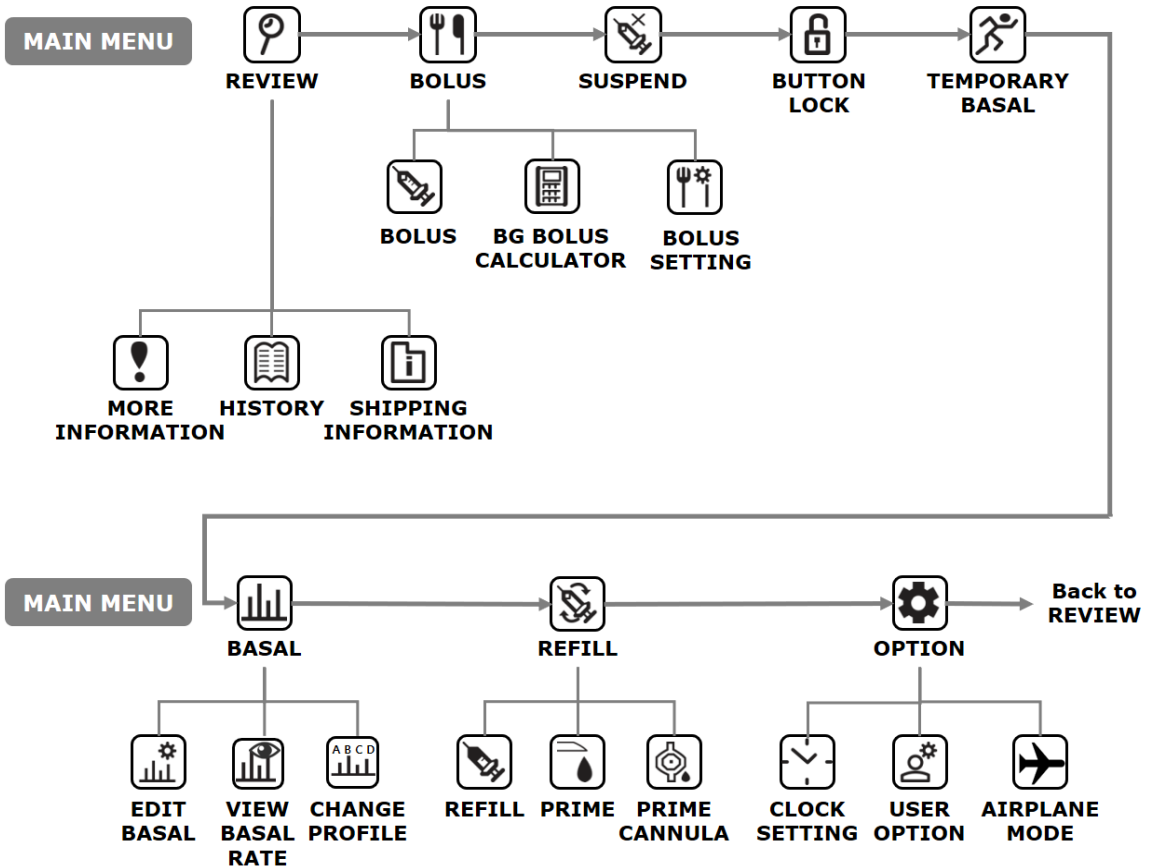 MAIN MENU
REVIEW
BOLUS
SUSPEND
BUTTON
LOCK
TEMPORARY
BASAL
BOLUS
BG BOLUS
CALCULATOR
BOLUS
SETTING
MORE
INFORMATION
HISTORY
SHIPPING
INFORMATION
MAIN MENU
BASAL
REFILL
OPTION
Back to
REVIEW
A B C D
EDIT
BASAL
VIEW
BASAL
RATE
CHANGE
PROFILE
REFILL
PRIME
PRIME
CANNULA
CLOCK
SETTING
USER
OPTION
AIRPLANE
MODE